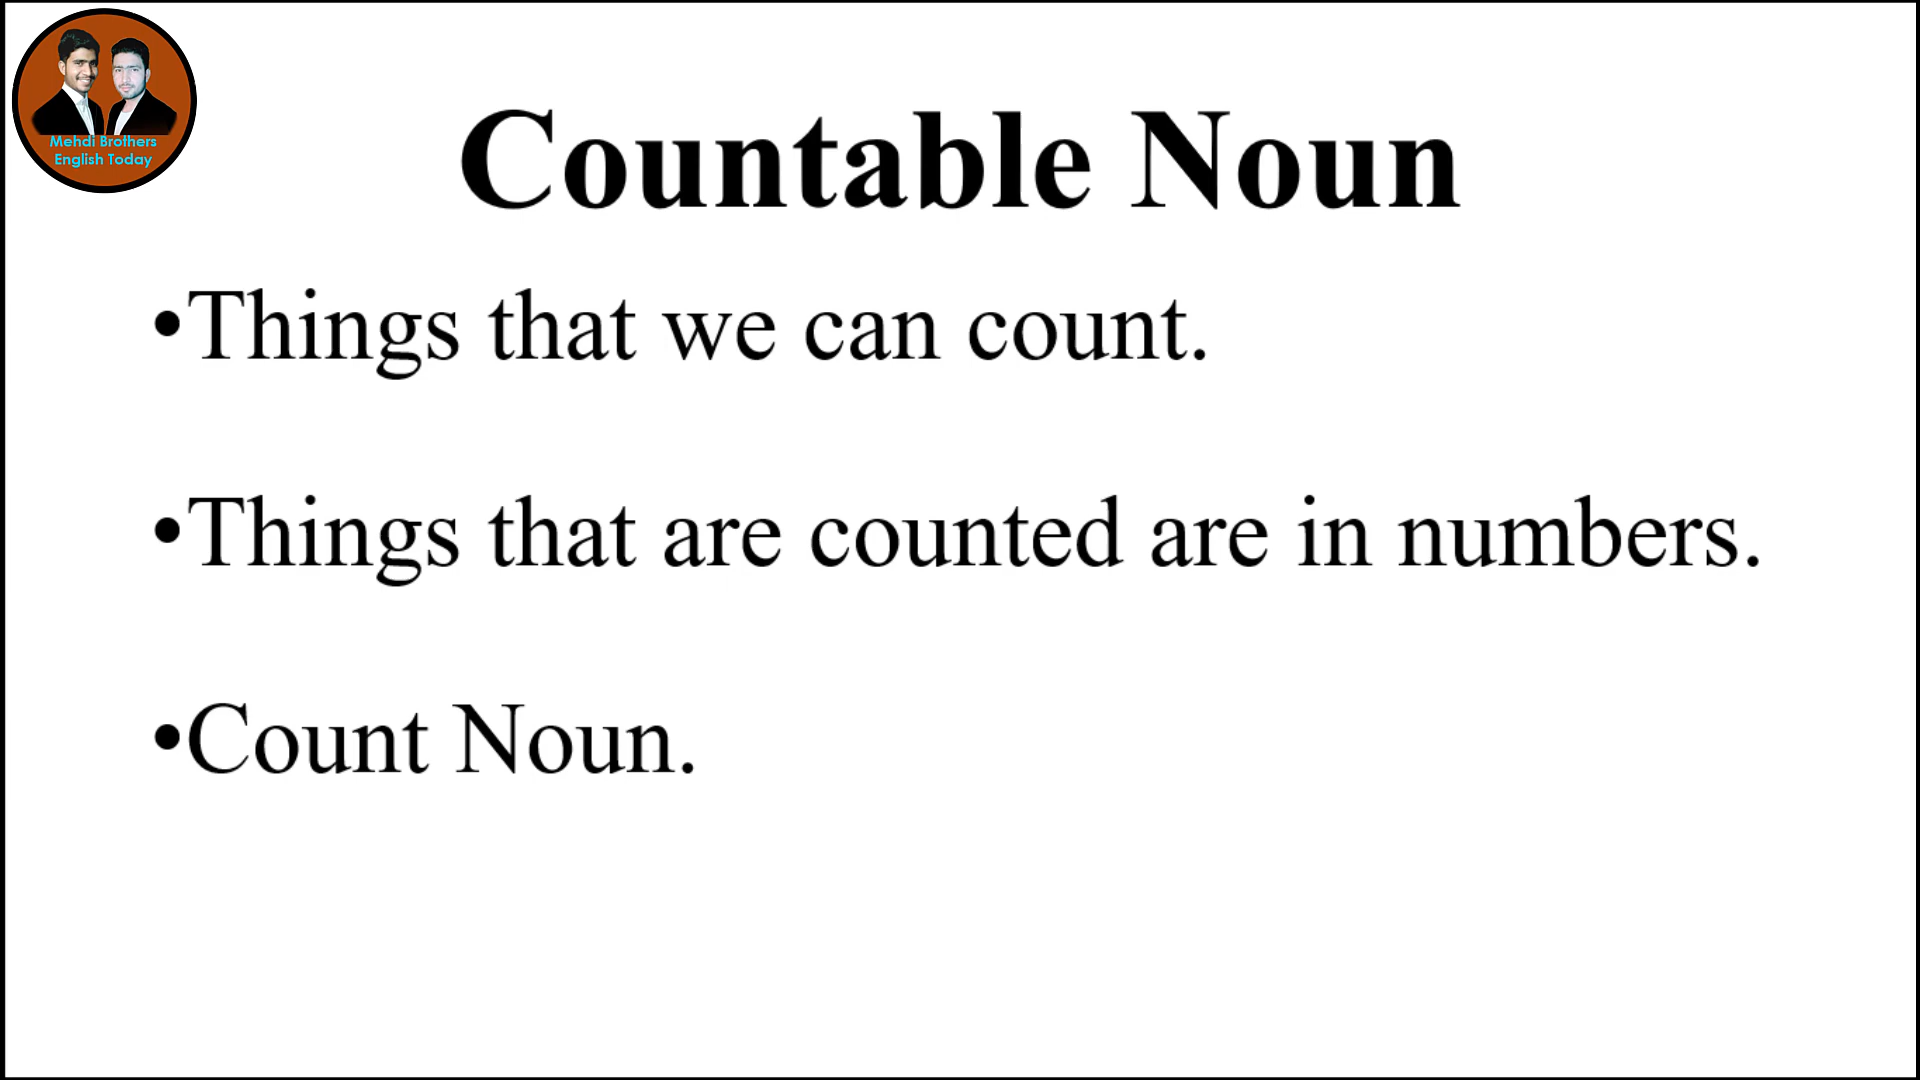 Mehdi Brothers
English Today
Countable Noun
•Things that we can count.
•Things that are counted are in numbers.
•Count Noun.